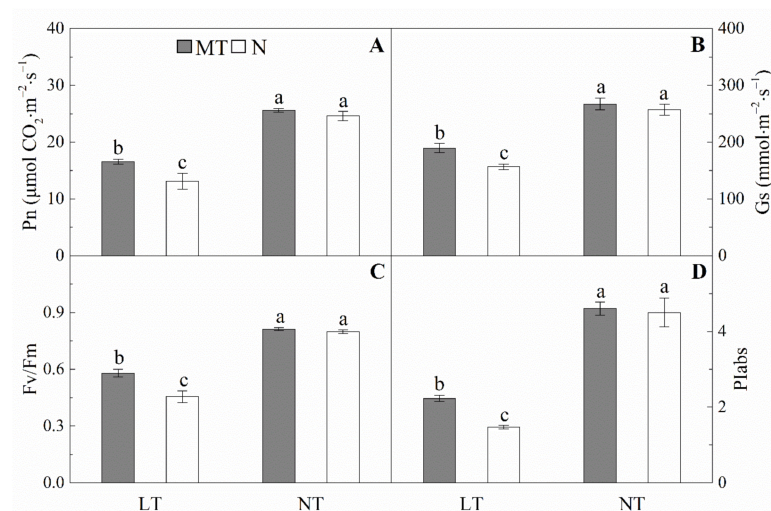 40
30
20
10
0
Pn (μmol CO₂·m⁻²·s⁻¹)
MT N
A
b
c
a
a
B
b
c
a
a
400
300
200
100
0
Gs (mmol·m⁻²·s⁻¹)
0.9
0.6
0.3
0.0
Fv/Fm
C
b
c
a
a
D
b
c
a
a
4
2
0
PIabs
LT NT LT NT